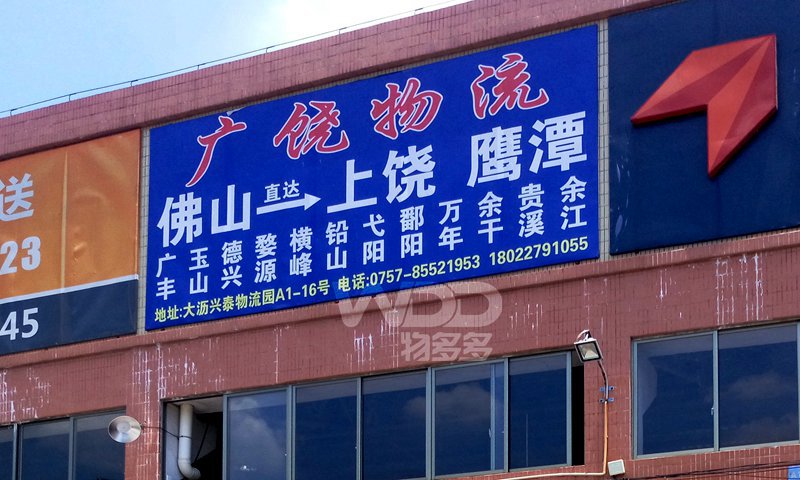 广饶物流
佛山直达上饶 鹰潭
广丰 玉山 德兴 婺源 横峰 铅山 弋阳 鄱阳 万年 余干 贵溪 余江
地址:大沥兴泰物流园A1-16号 电话:0757-85521953 18022791055
送
23
45
WDD
物多多